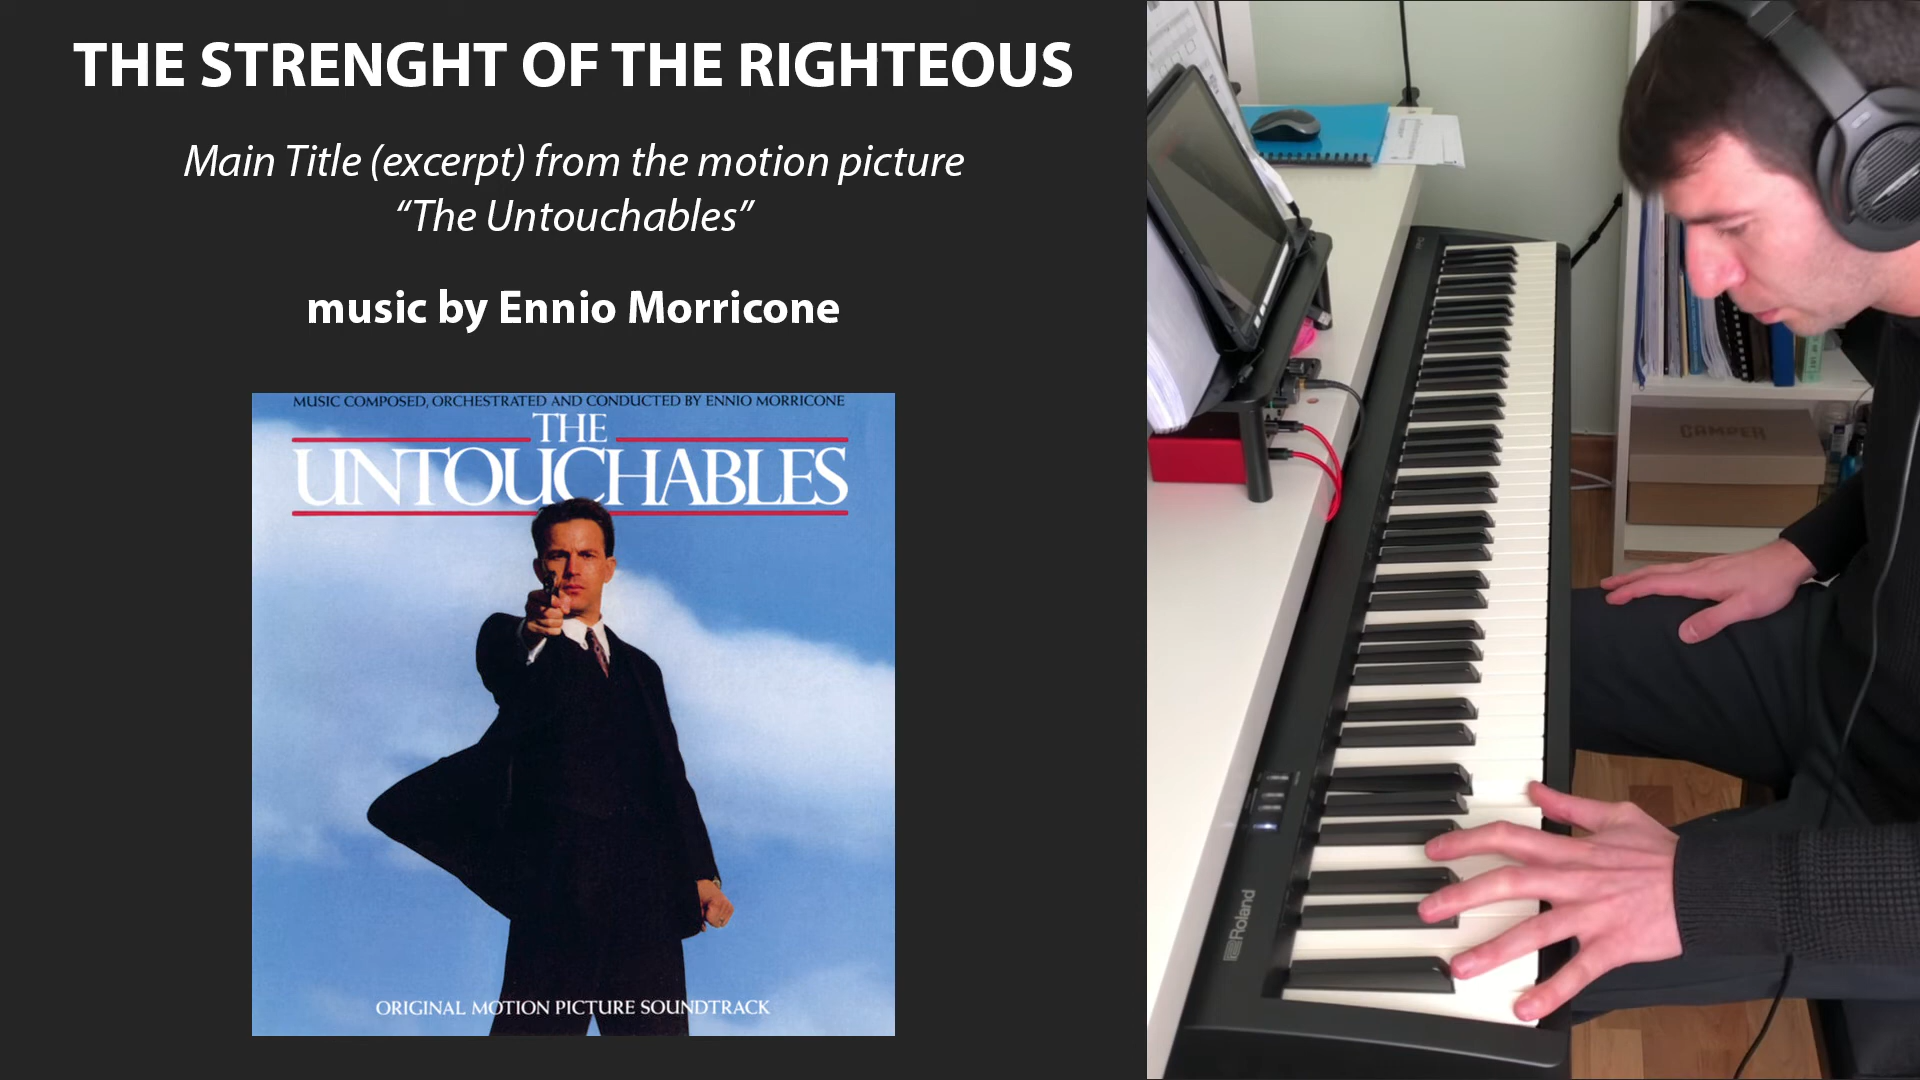 THE STRENGHT OF THE RIGHTEOUS
Main Title (excerpt) from the motion picture
“The Untouchables”
music by Ennio Morricone
MUSIC COMPOSED, ORCHESTRATED AND CONDUCTED BY ENNIO MORRICONE
THE
UNTOUCHABLES
ORIGINAL MOTION PICTURE SOUNDTRACK
CAMPER
Roland